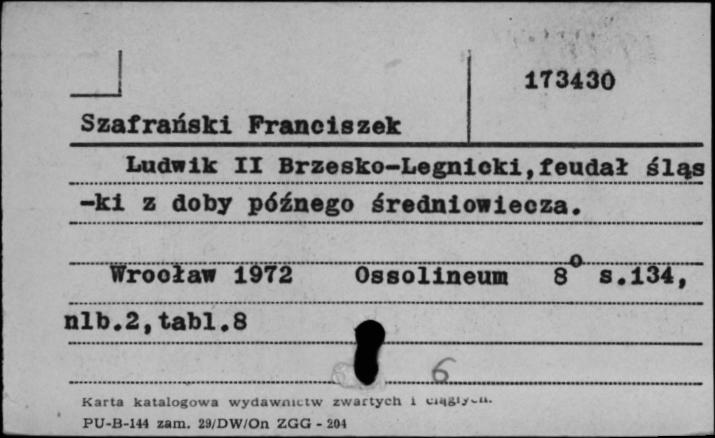 173430
Szafrański Franciszek
Ludwik II Brzesko-Legnicki,feudał śląs
-ki z doby późnego średniowiecza.
Wrocław 1972 Ossolineum 8° s.134,
nlb.2,tabl.8
6
Karta katalogowa wydawnictw zwartych i ciągłych.
PU-B-144 zam. 29/DW/On ZGG - 204